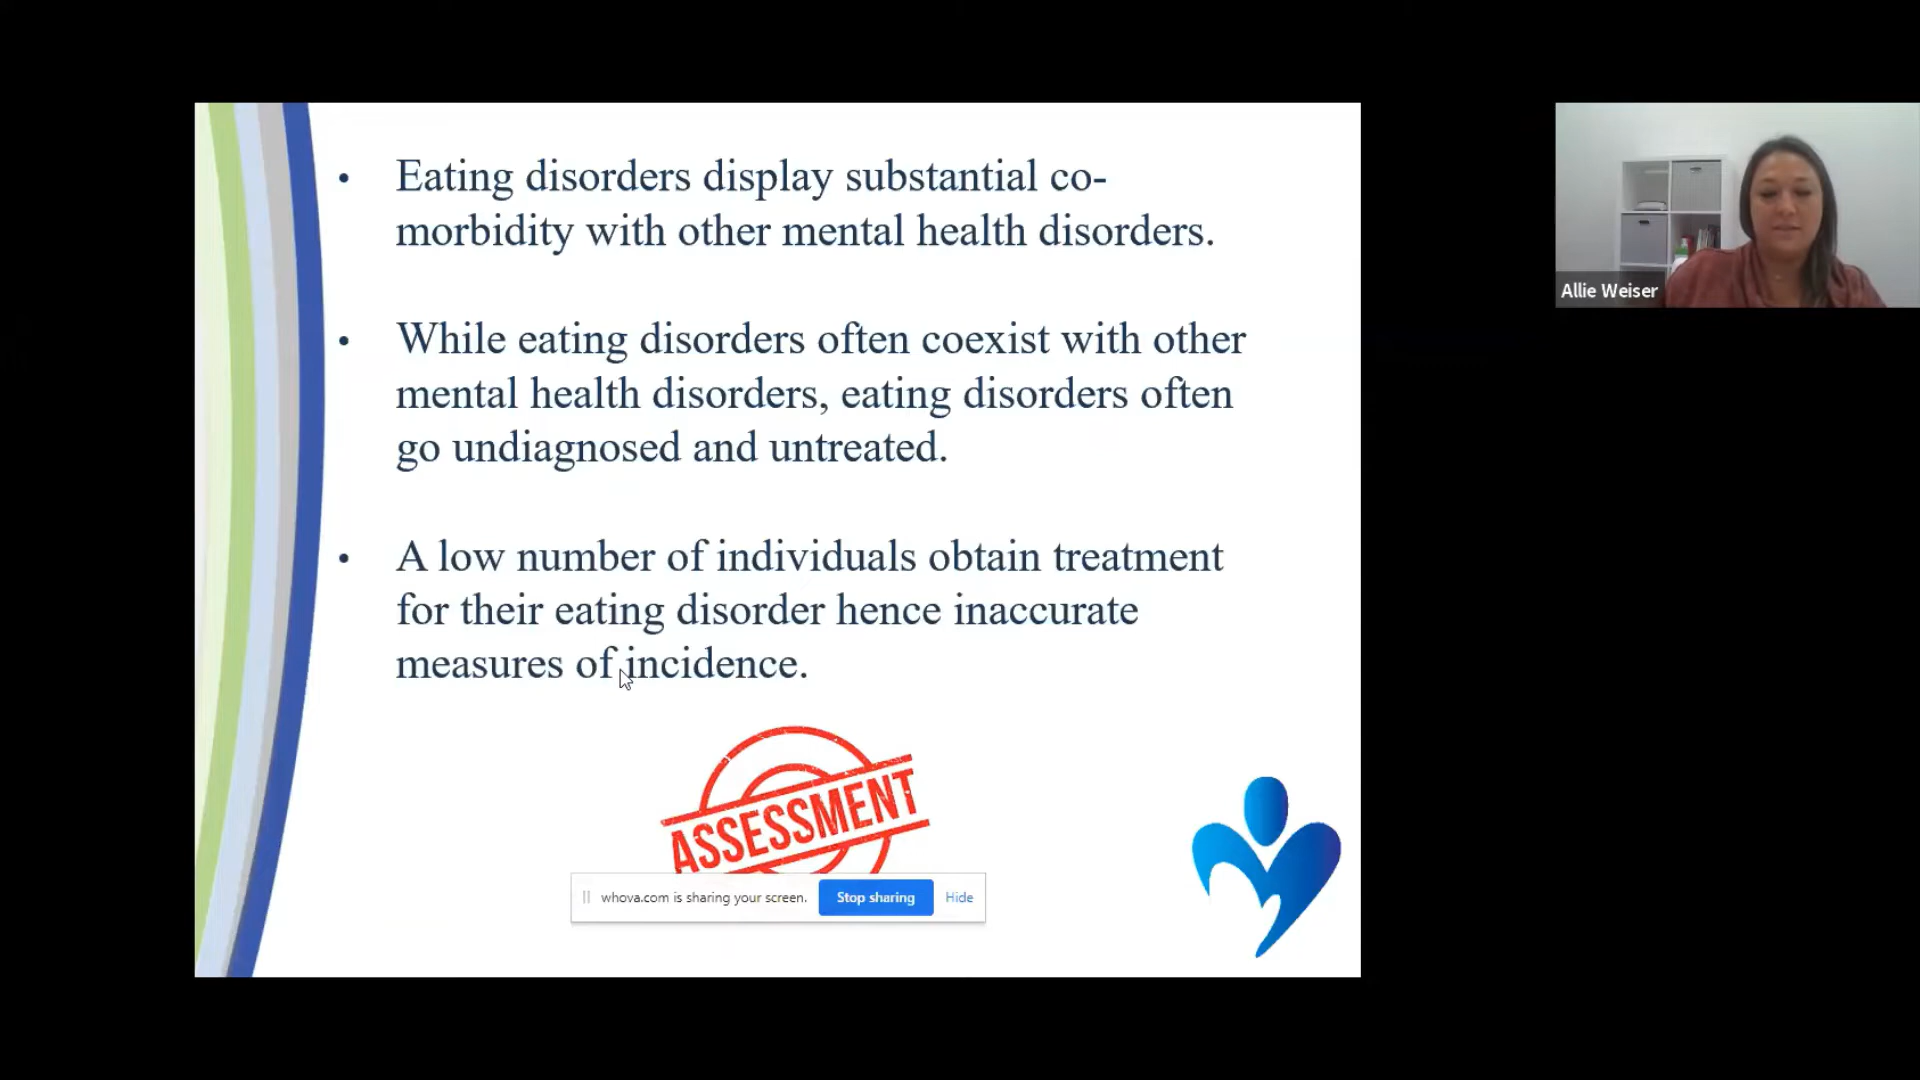 • Eating disorders display substantial co-
morbidity with other mental health disorders.
• While eating disorders often coexist with other
mental health disorders, eating disorders often
go undiagnosed and untreated.
• A low number of individuals obtain treatment
for their eating disorder hence inaccurate
measures of incidence.
ASSESSMENT
whova.com is sharing your screen. Stop sharing Hide
Allie Weiser